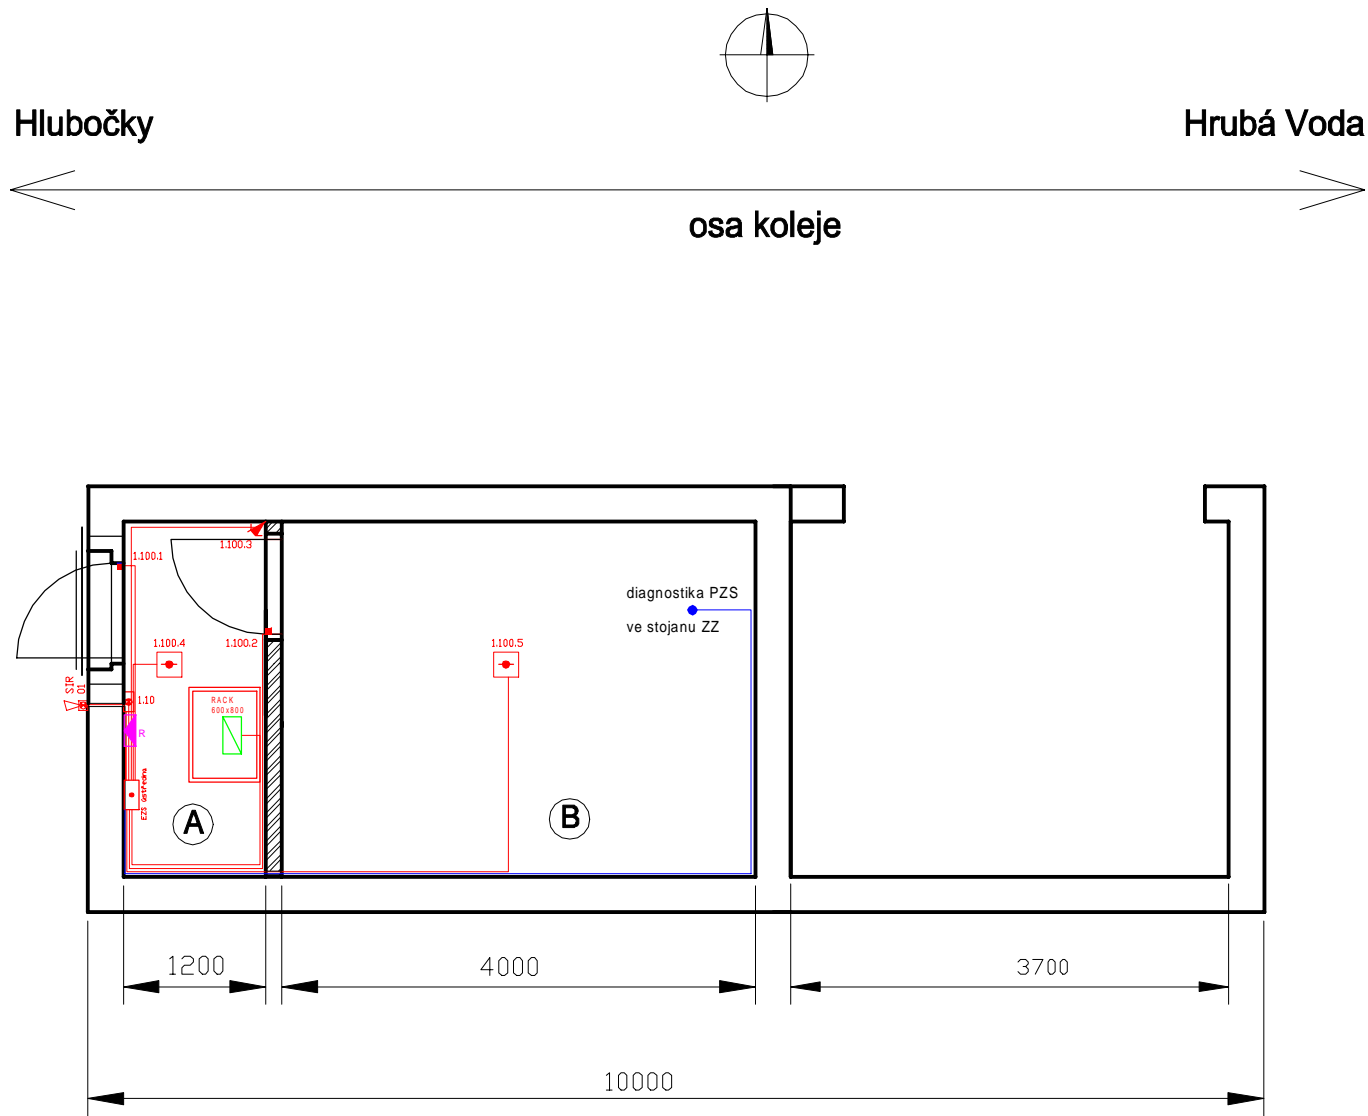 Hlubočky
Hrubá Voda
osa koleje
1.100.1
1.100.3
1.100.4
1.100.2
1.100.5
diagnostika PZS
ve stojanu ZZ
SIR
01
1.10
RACK
600x800
R
EZS ústředna
A
B
1200
4000
3700
10000